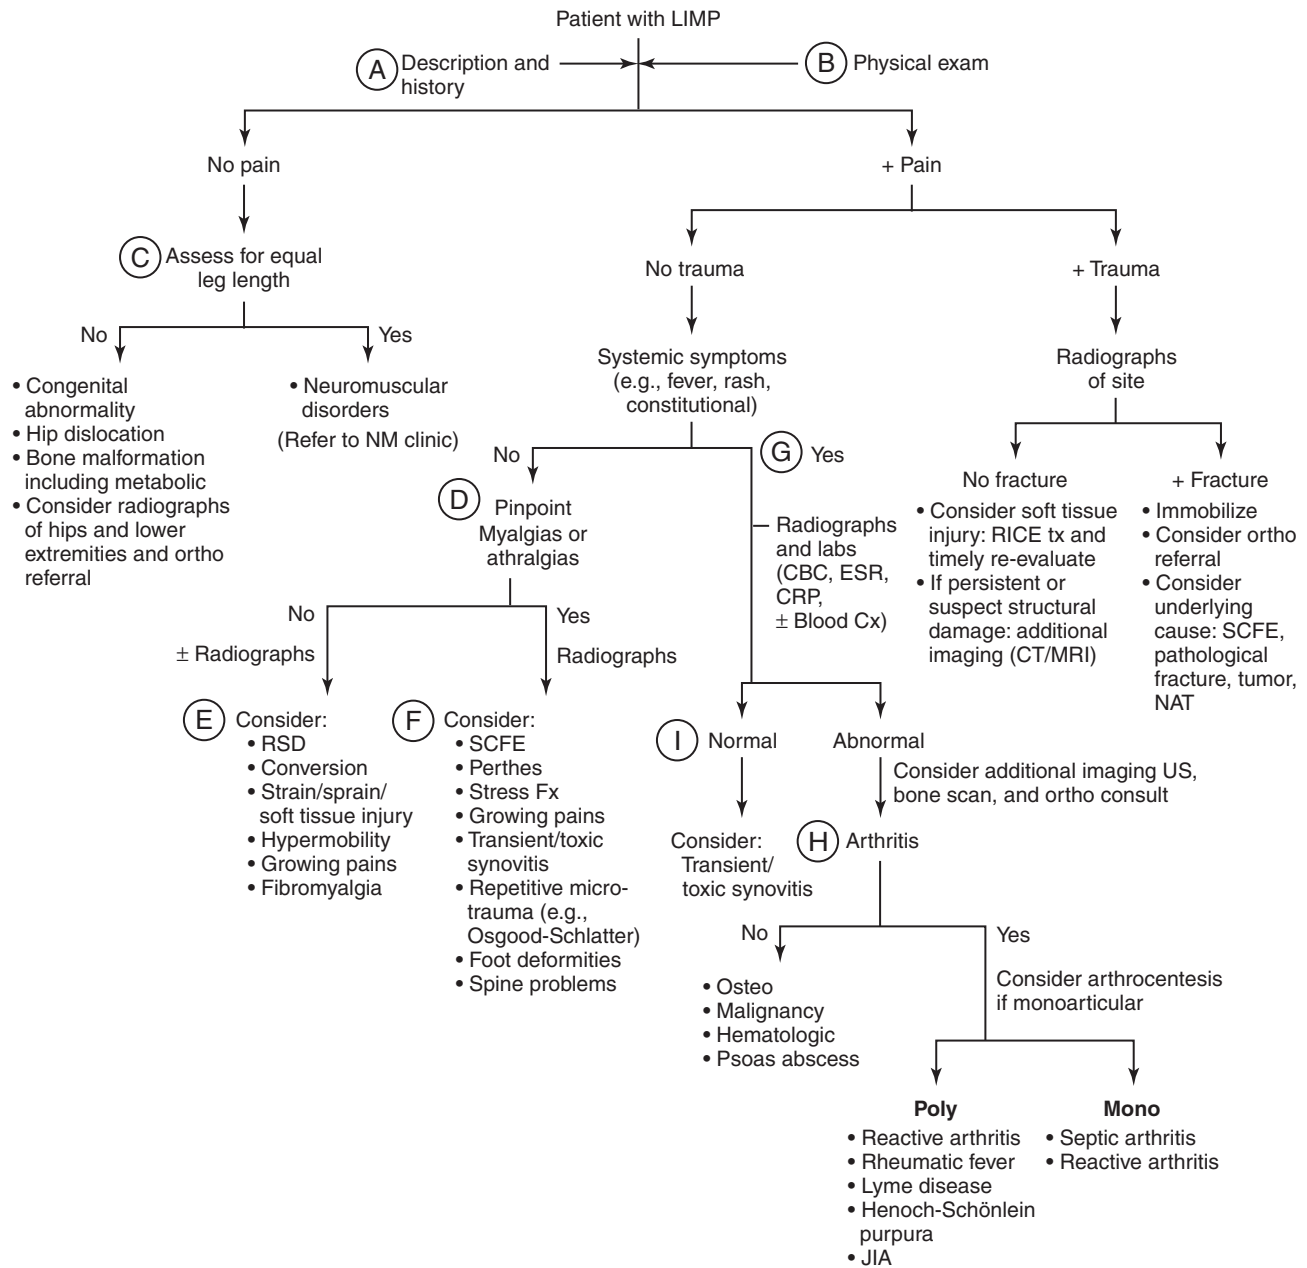 Patient with LIMP
A
Description and
history
B
Physical exam
No pain
+ Pain
C
Assess for equal
leg length
No trauma
+ Trauma
No
Yes
• Congenital
abnormality
• Hip dislocation
• Bone malformation
including metabolic
• Consider radiographs
of hips and lower
extremities and ortho
referral
• Neuromuscular
disorders
(Refer to NM clinic)
Systemic symptoms
(e.g., fever, rash,
constitutional)
Radiographs
of site
No
G
Yes
No fracture
• Consider soft tissue
injury: RICE tx and
timely re-evaluate
• If persistent or
suspect structural
damage: additional
imaging (CT/MRI)
+ Fracture
• Immobilize
• Consider ortho
referral
• Consider
underlying
cause: SCFE,
pathological
fracture, tumor,
NAT
D
Pinpoint
Myalgias or
athralgias
Radiographs
and labs
(CBC, ESR,
CRP,
± Blood Cx)
No
Yes
± Radiographs
Radiographs
E
Consider:
• RSD
• Conversion
• Strain/sprain/
soft tissue injury
• Hypermobility
• Growing pains
• Fibromyalgia
F
Consider:
• SCFE
• Perthes
• Stress Fx
• Growing pains
• Transient/toxic
synovitis
• Repetitive micro-
trauma (e.g.,
Osgood-Schlatter)
• Foot deformities
• Spine problems
I
Normal
Abnormal
Consider additional imaging US,
bone scan, and ortho consult
Consider:
Transient/
toxic synovitis
H
Arthritis
No
Yes
Consider arthrocentesis
if monoarticular
• Osteo
• Malignancy
• Hematologic
• Psoas abscess
Poly
• Reactive arthritis
• Rheumatic fever
• Lyme disease
• Henoch-Schönlein
purpura
• JIA
Mono
• Septic arthritis
• Reactive arthritis